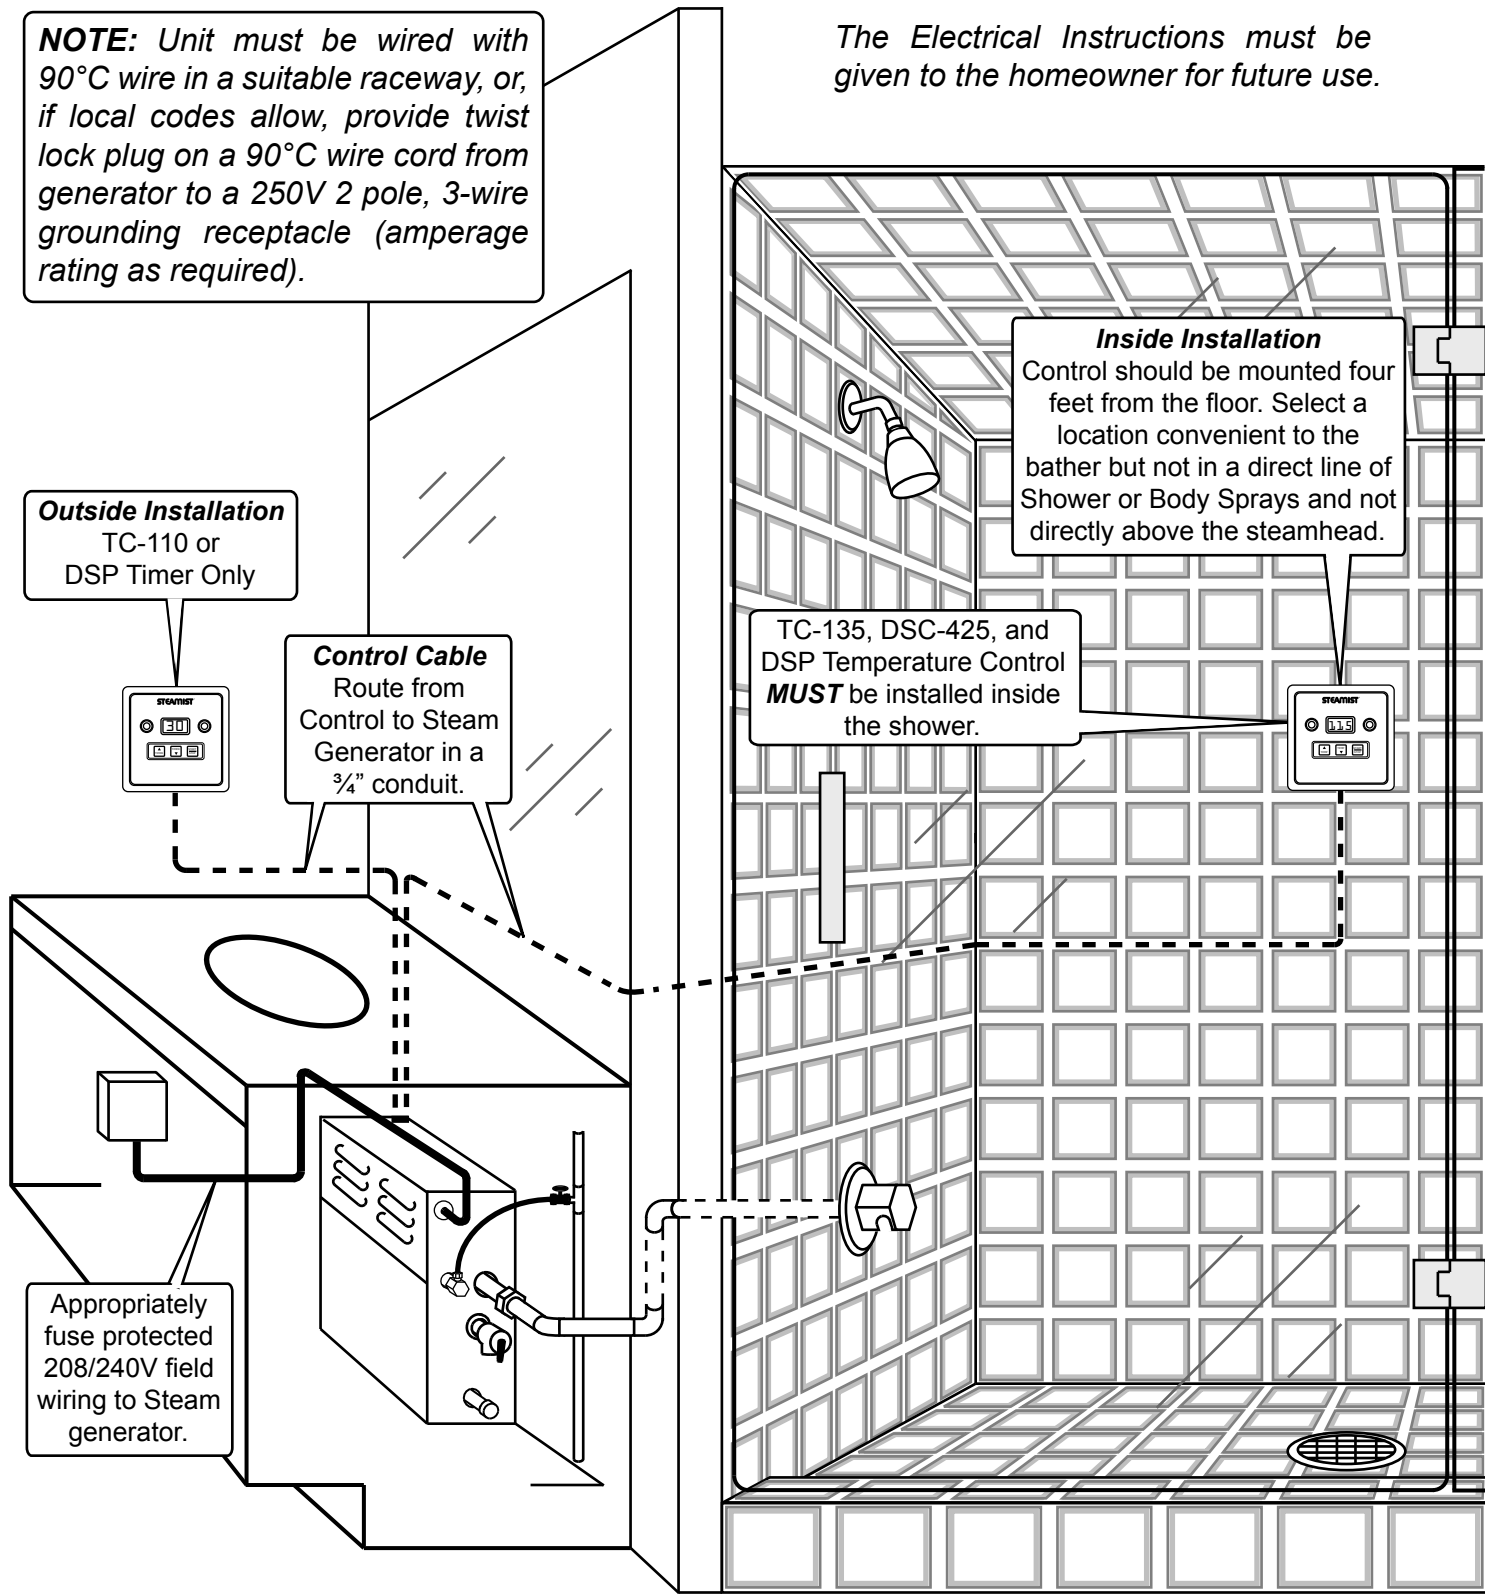 NOTE: Unit must be wired with
90°C wire in a suitable raceway, or,
if local codes allow, provide twist
lock plug on a 90°C wire cord from
generator to a 250V 2 pole, 3-wire
grounding receptacle (amperage
rating as required).
The Electrical Instructions must be
given to the homeowner for future use.
Inside Installation
Control should be mounted four
feet from the floor. Select a
location convenient to the
bather but not in a direct line of
Shower or Body Sprays and not
directly above the steamhead.
Outside Installation
TC-110 or
DSP Timer Only
Control Cable
Route from
Control to Steam
Generator in a
¾” conduit.
TC-135, DSC-425, and
DSP Temperature Control
MUST be installed inside
the shower.
STEAMIST
30
STEAMIST
115
Appropriately
fuse protected
208/240V field
wiring to Steam
generator.